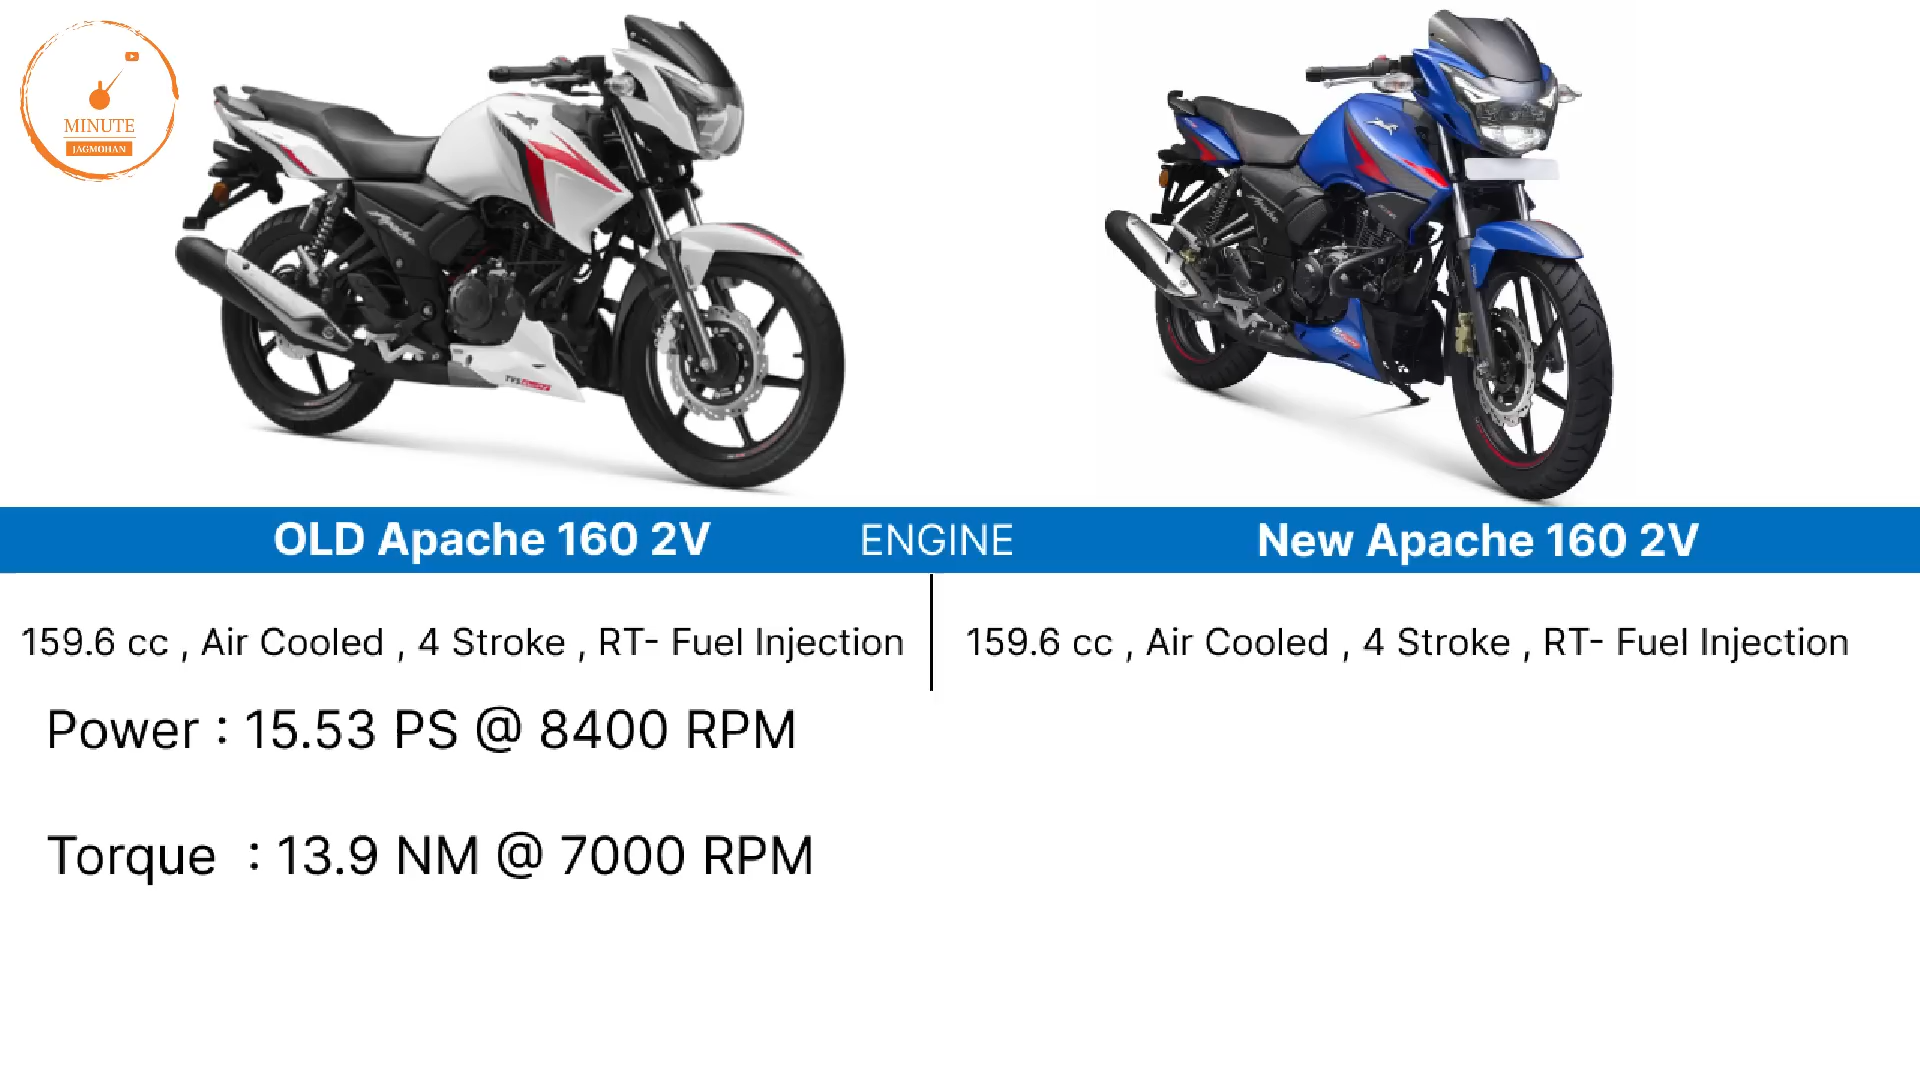 MINUTE
JAGMOHAN
Apache
Apache
OLD Apache 160 2V
ENGINE
New Apache 160 2V
159.6 cc , Air Cooled , 4 Stroke , RT- Fuel Injection
159.6 cc , Air Cooled , 4 Stroke , RT- Fuel Injection
Power : 15.53 PS @ 8400 RPM
Torque : 13.9 NM @ 7000 RPM